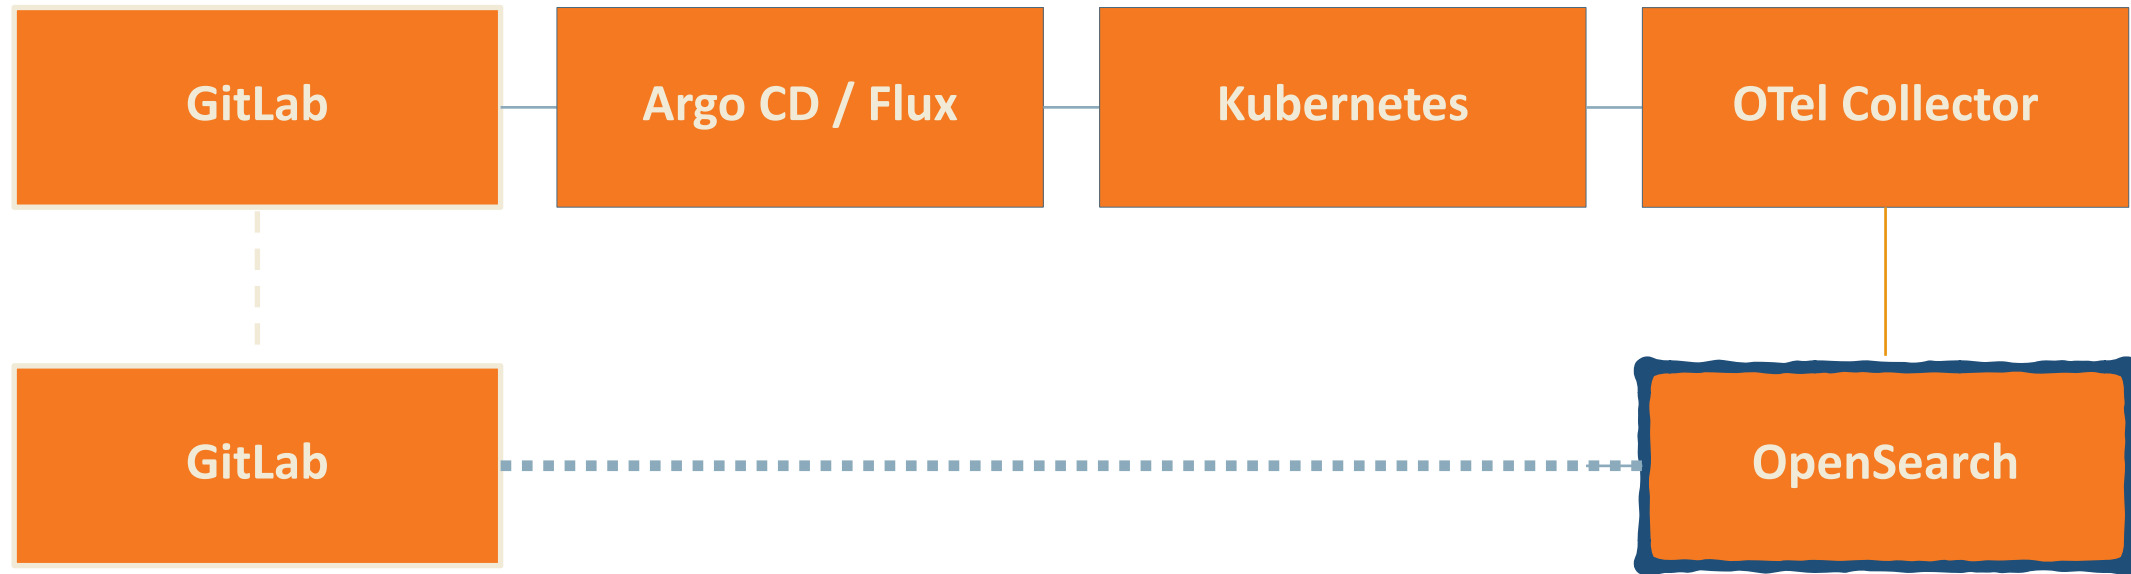 GitLab
Argo CD / Flux
Kubernetes
OTel Collector
GitLab
OpenSearch